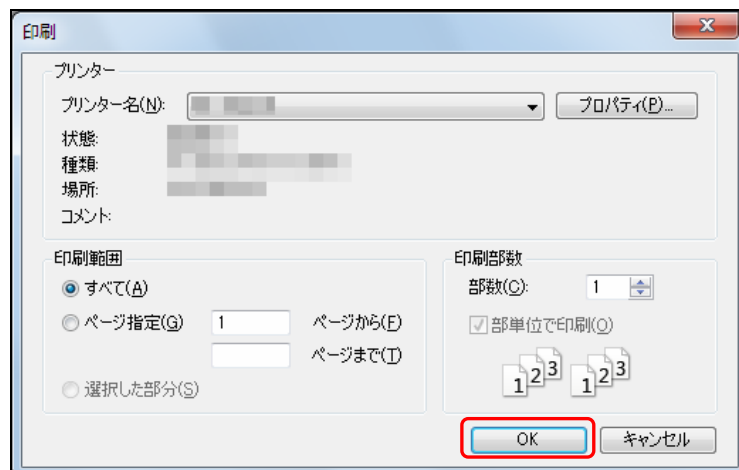 印刷
プリンター
プリンター名(N): プロパティ(P)...
状態:
種類:
場所:
コメント:
印刷範囲
すべて(A)
ページ指定(G) 1 ページから(F)
ページまで(T)
選択した部分(S)
印刷部数
部数(C): 1
部単位で印刷(O)
1 2 3 1 2 3
OK キャンセル